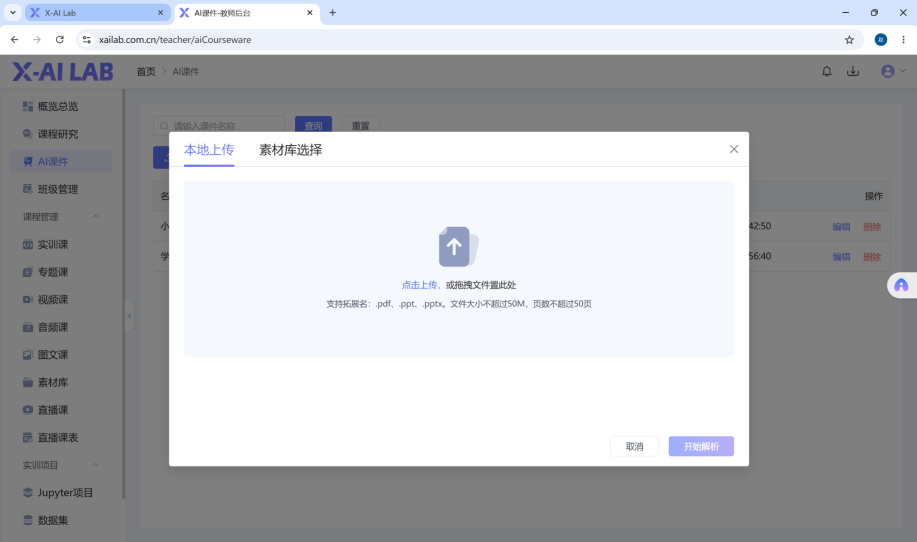 X-AI Lab
AI课件-教师后台
xailab.com.cn/teacher/aiCourseware
X-AI LAB
首页 > AI课件
概览总览
课程研究
AI课件
班级管理
课程管理
实训课
专题课
视频课
音频课
图文课
素材库
直播课
直播课表
实训项目
Jupyter项目
数据集
请输入课件名称
查询
重置
名
操作
小
42:50
编辑
删除
学
56:40
编辑
删除
本地上传
素材库选择
点击上传，或拖拽文件置此处
支持拓展名：.pdf、.ppt、.pptx。文件大小不超过50M，页数不超过50页
取消
开始解析